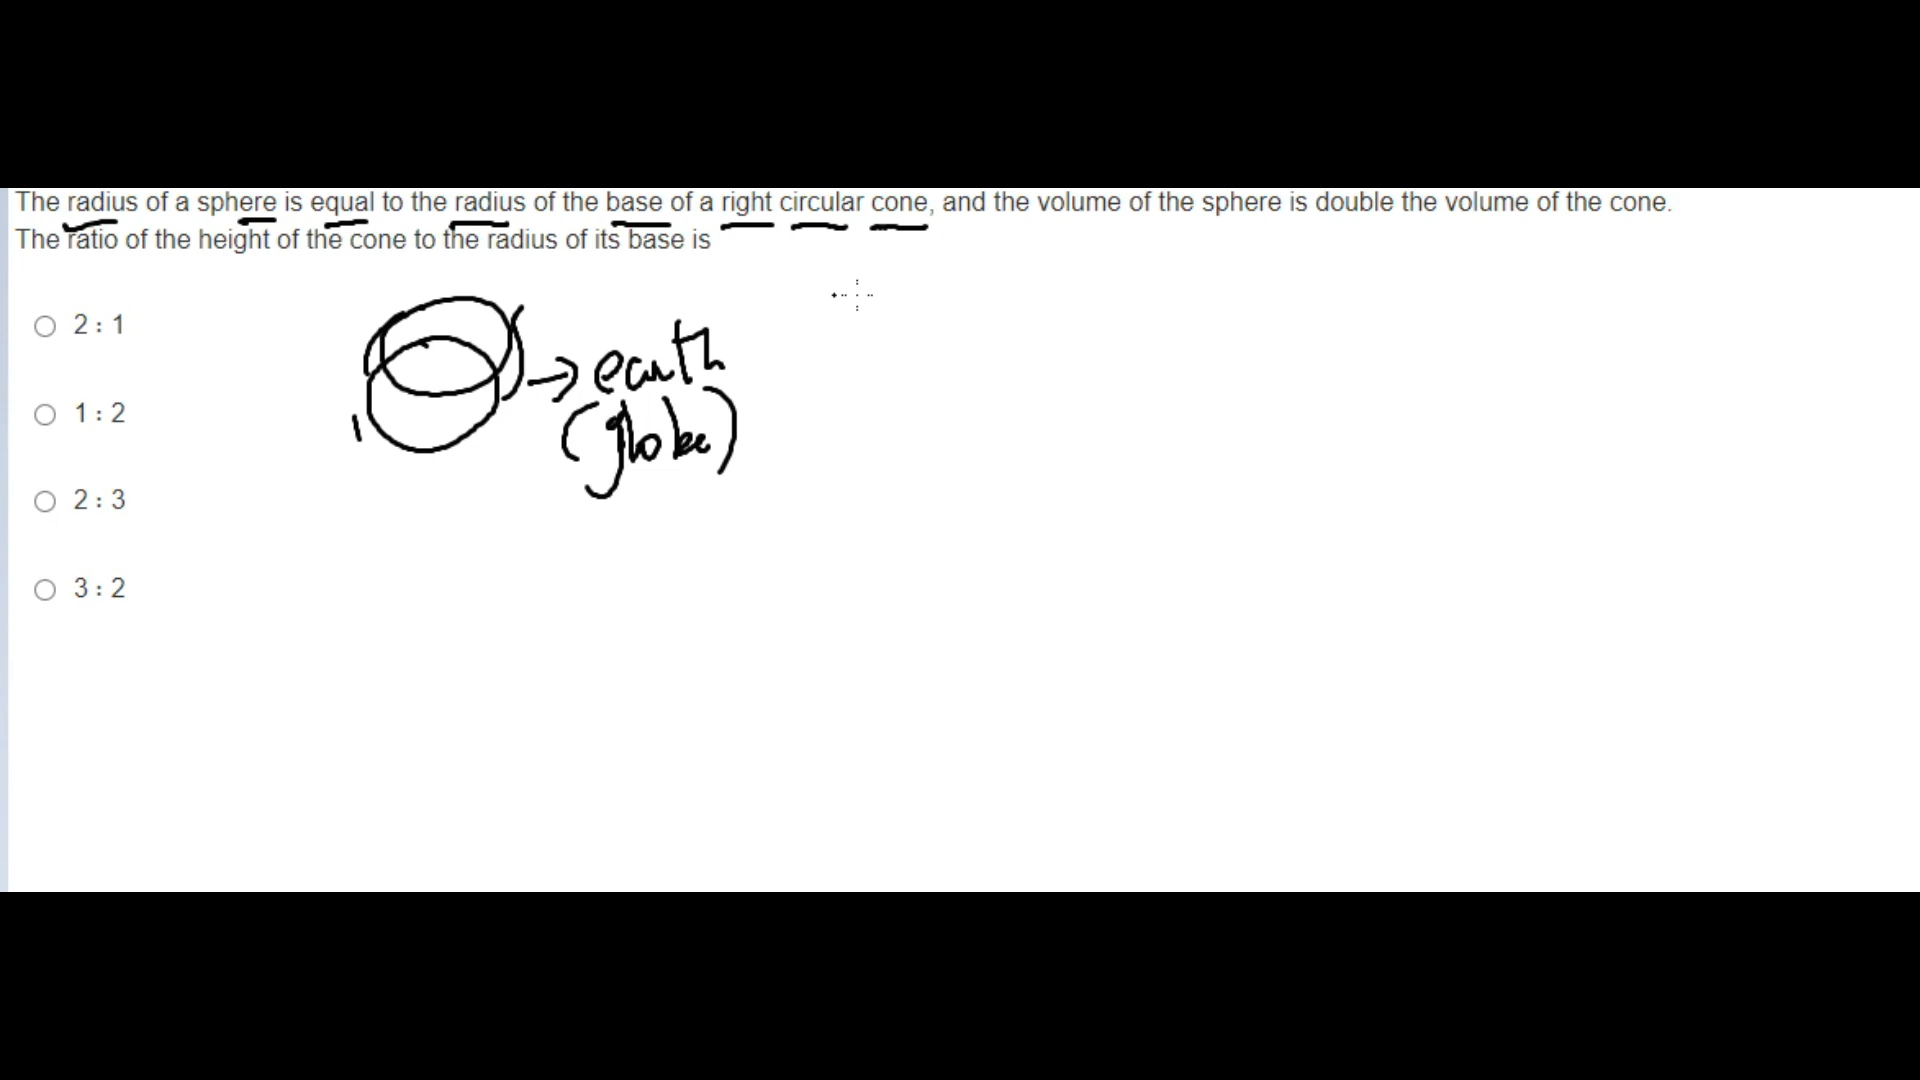 The radius of a sphere is equal to the radius of the base of a right circular cone, and the volume of the sphere is double the volume of the cone.
The ratio of the height of the cone to the radius of its base is
2 : 1
1 : 2
2 : 3
3 : 2
→ earth
(globe)